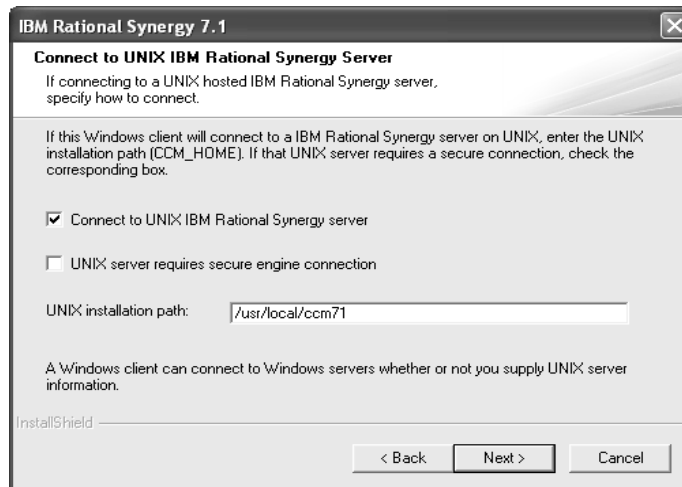 IBM Rational Synergy 7.1
Connect to UNIX IBM Rational Synergy Server
If connecting to a UNIX hosted IBM Rational Synergy server,
specify how to connect.
If this Windows client will connect to a IBM Rational Synergy server on UNIX, enter the UNIX
installation path (CCM_HOME). If that UNIX server requires a secure connection, check the
corresponding box.
Connect to UNIX IBM Rational Synergy server
UNIX server requires secure engine connection
UNIX installation path: /usr/local/ccm71
A Windows client can connect to Windows servers whether or not you supply UNIX server
information.
InstallShield
< Back Next > Cancel